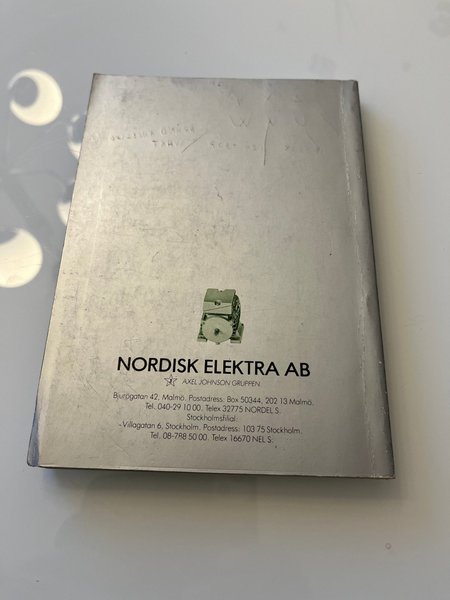 NORDISK ELEKTRA AB
AXEL JOHNSON GRUPPEN
Bjurögatan 42, Malmö. Postadress: Box 50344, 202 13 Malmö.
Tel. 040-29 10 00. Telex 32775 NORDEL S.
Stockholmsfilial:
Villagatan 6, Stockholm. Postadress: 103 75 Stockholm.
Tel. 08-788 50 00. Telex 16670 NEL S.